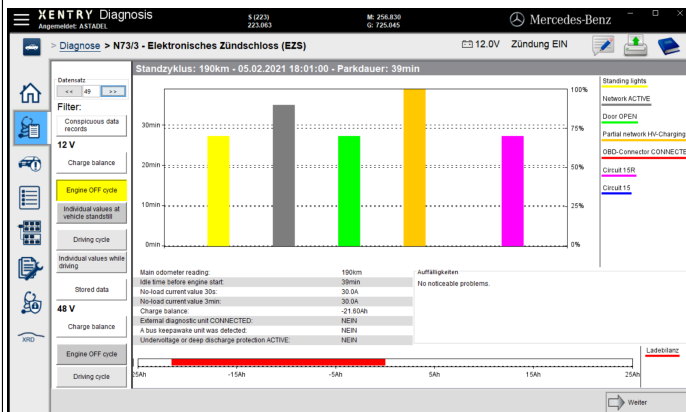 XENTRY Diagnosis
Angemeldet: ASTADEL
S (223)
223.063
M: 256.830
G: 725.045
Mercedes-Benz
> Diagnose > N73/3 - Elektronisches Zündschloss (EZS)
12.0V Zündung EIN
Standzyklus: 190km - 05.02.2021 18:01:00 - Parkdauer: 39min
Datensatz
<< 49 >>
Filter:
Conspicuous data
records
12 V
Charge balance
Engine OFF cycle
Individual values at
vehicle standstill
Driving cycle
Individual values while
driving
Stored data
48 V
Charge balance
Engine OFF cycle
Driving cycle
XRD
30min
20min
10min
0min
100%
75%
50%
25%
0%
Standing lights
Network ACTIVE
Door OPEN
Partial network HV-Charging
OBD-Connector CONNECTE
Circuit 15R
Circuit 15
Main odometer reading: 190km
Idle time before engine start: 39min
No-load current value 30s: 30.0A
No-load current value 3min: 30.0A
Charge balance: -21.60Ah
External diagnostic unit CONNECTED: NEIN
A bus keepawake unit was detected: NEIN
Undervoltage or deep discharge protection ACTIVE: NEIN
Auffälligkeiten
No noticeable problems.
25Ah -15Ah -5Ah 5Ah 15Ah 25Ah
Ladebilanz
Weiter